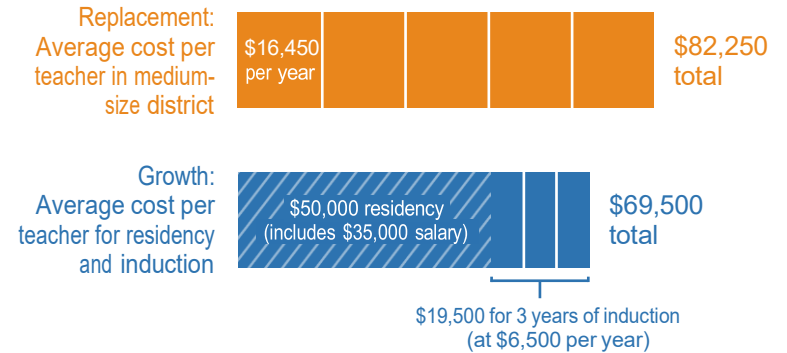 Replacement:
Average cost per
teacher in medium-
size district
$16,450
per year
$82,250
total
Growth:
Average cost per
teacher for residency
and induction
$50,000 residency
(includes $35,000 salary)
$69,500
total
$19,500 for 3 years of induction
(at $6,500 per year)